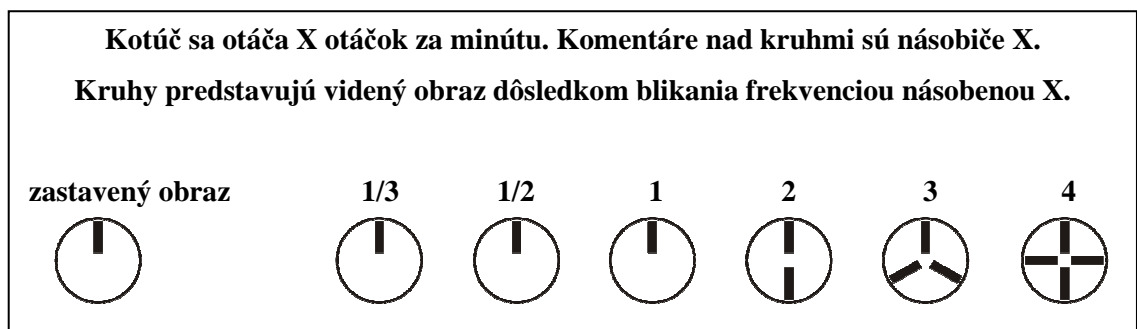 Kotúč sa otáča X otáčok za minútu. Komentáre nad kruhmi sú násobiče X.
Kruhy predstavujú videný obraz dôsledkom blikania frekvenciou násobenou X.
zastavený obraz 1/3 1/2 1 2 3 4